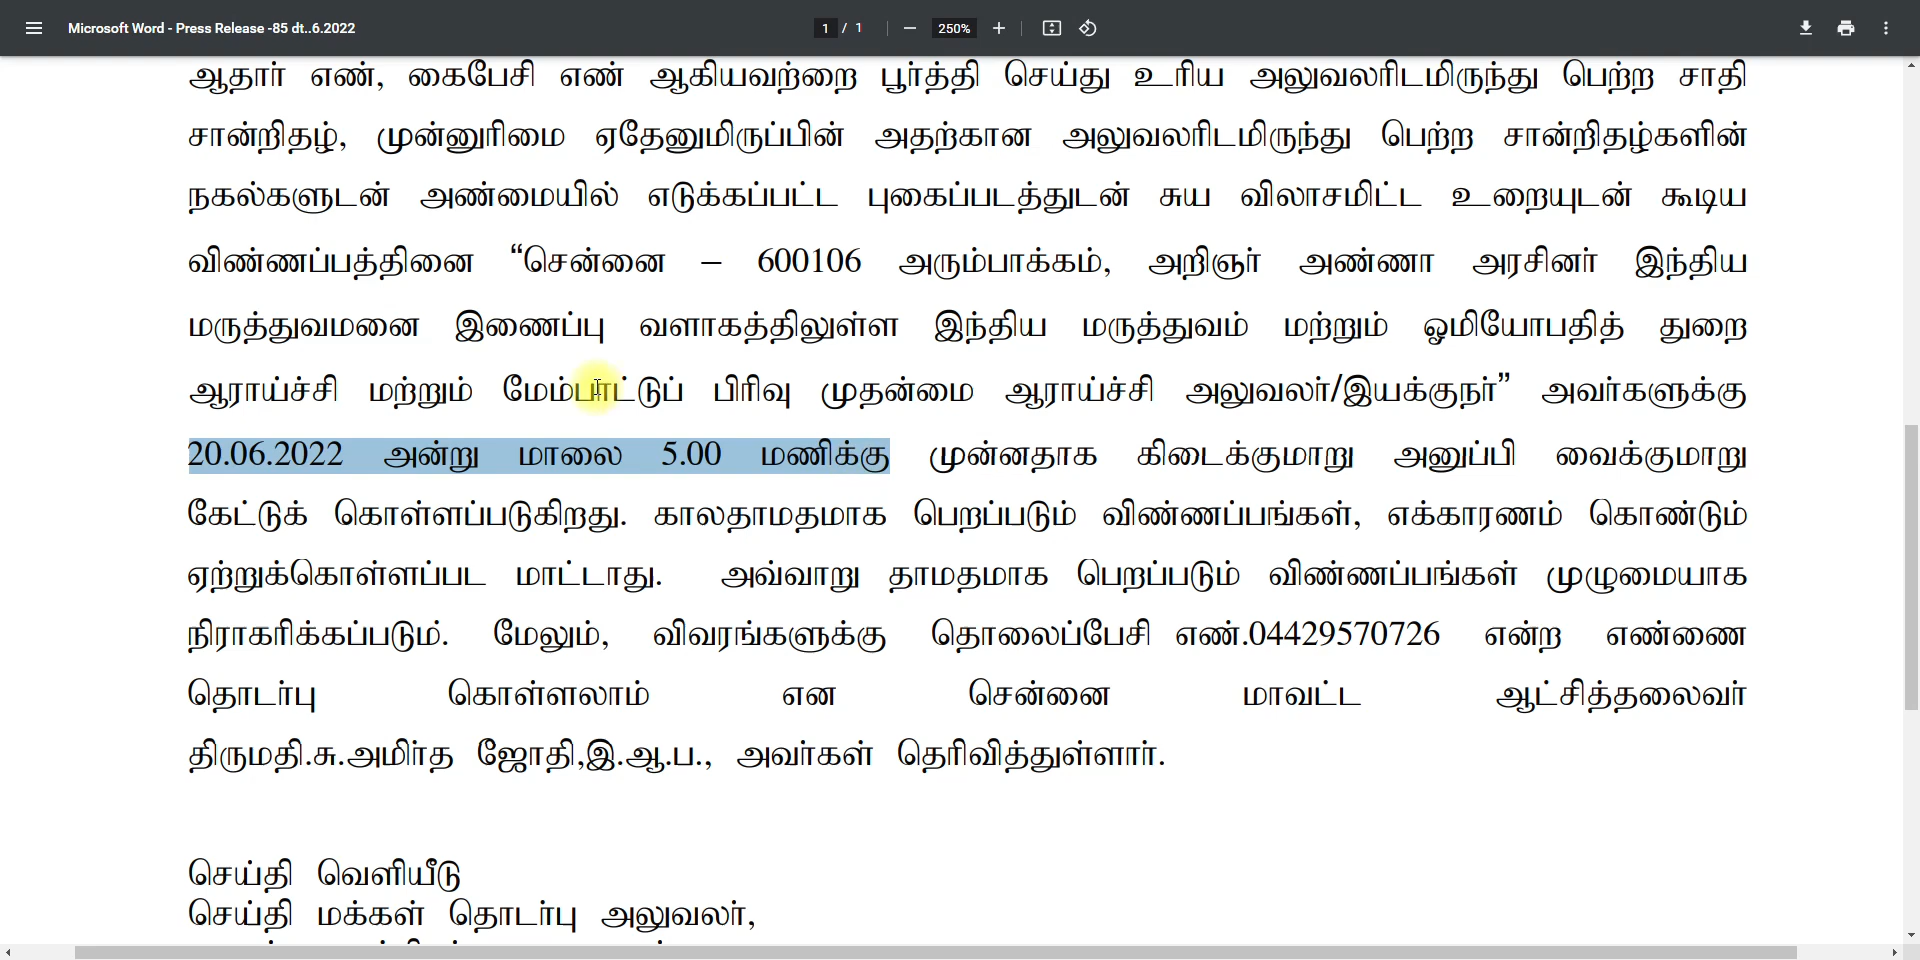 Microsoft Word - Press Release -85 dt..6.2022
1 / 1
250%
ஆதார் எண், கைபேசி எண் ஆகியவற்றை பூர்த்தி செய்து உரிய அலுவலரிடமிருந்து பெற்ற சாதி
சான்றிதழ், முன்னுரிமை ஏதேனுமிருப்பின் அதற்கான அலுவலரிடமிருந்து பெற்ற சான்றிதழ்களின்
நகல்களுடன் அண்மையில் எடுக்கப்பட்ட புகைப்படத்துடன் சுய விலாசமிட்ட உறையுடன் கூடிய
விண்ணப்பத்தினை “சென்னை – 600106 அரும்பாக்கம், அறிஞர் அண்ணா அரசினர் இந்திய
மருத்துவமனை இணைப்பு வளாகத்திலுள்ள இந்திய மருத்துவம் மற்றும் ஓமியோபதித் துறை
ஆராய்ச்சி மற்றும் மேம்பாட்டுப் பிரிவு முதன்மை ஆராய்ச்சி அலுவலர்/இயக்குநர்” அவர்களுக்கு
20.06.2022 அன்று மாலை 5.00 மணிக்கு முன்னதாக கிடைக்குமாறு அனுப்பி வைக்குமாறு
கேட்டுக் கொள்ளப்படுகிறது. காலதாமதமாக பெறப்படும் விண்ணப்பங்கள், எக்காரணம் கொண்டும்
ஏற்றுக்கொள்ளப்பட மாட்டாது. அவ்வாறு தாமதமாக பெறப்படும் விண்ணப்பங்கள் முழுமையாக
நிராகரிக்கப்படும். மேலும், விவரங்களுக்கு தொலைப்பேசி எண்.04429570726 என்ற எண்ணை
தொடர்பு கொள்ளலாம் என சென்னை மாவட்ட ஆட்சித்தலைவர்
திருமதி.சு.அமிர்த ஜோதி,இ.ஆ.ப., அவர்கள் தெரிவித்துள்ளார்.
செய்தி வெளியீடு
செய்தி மக்கள் தொடர்பு அலுவலர்,